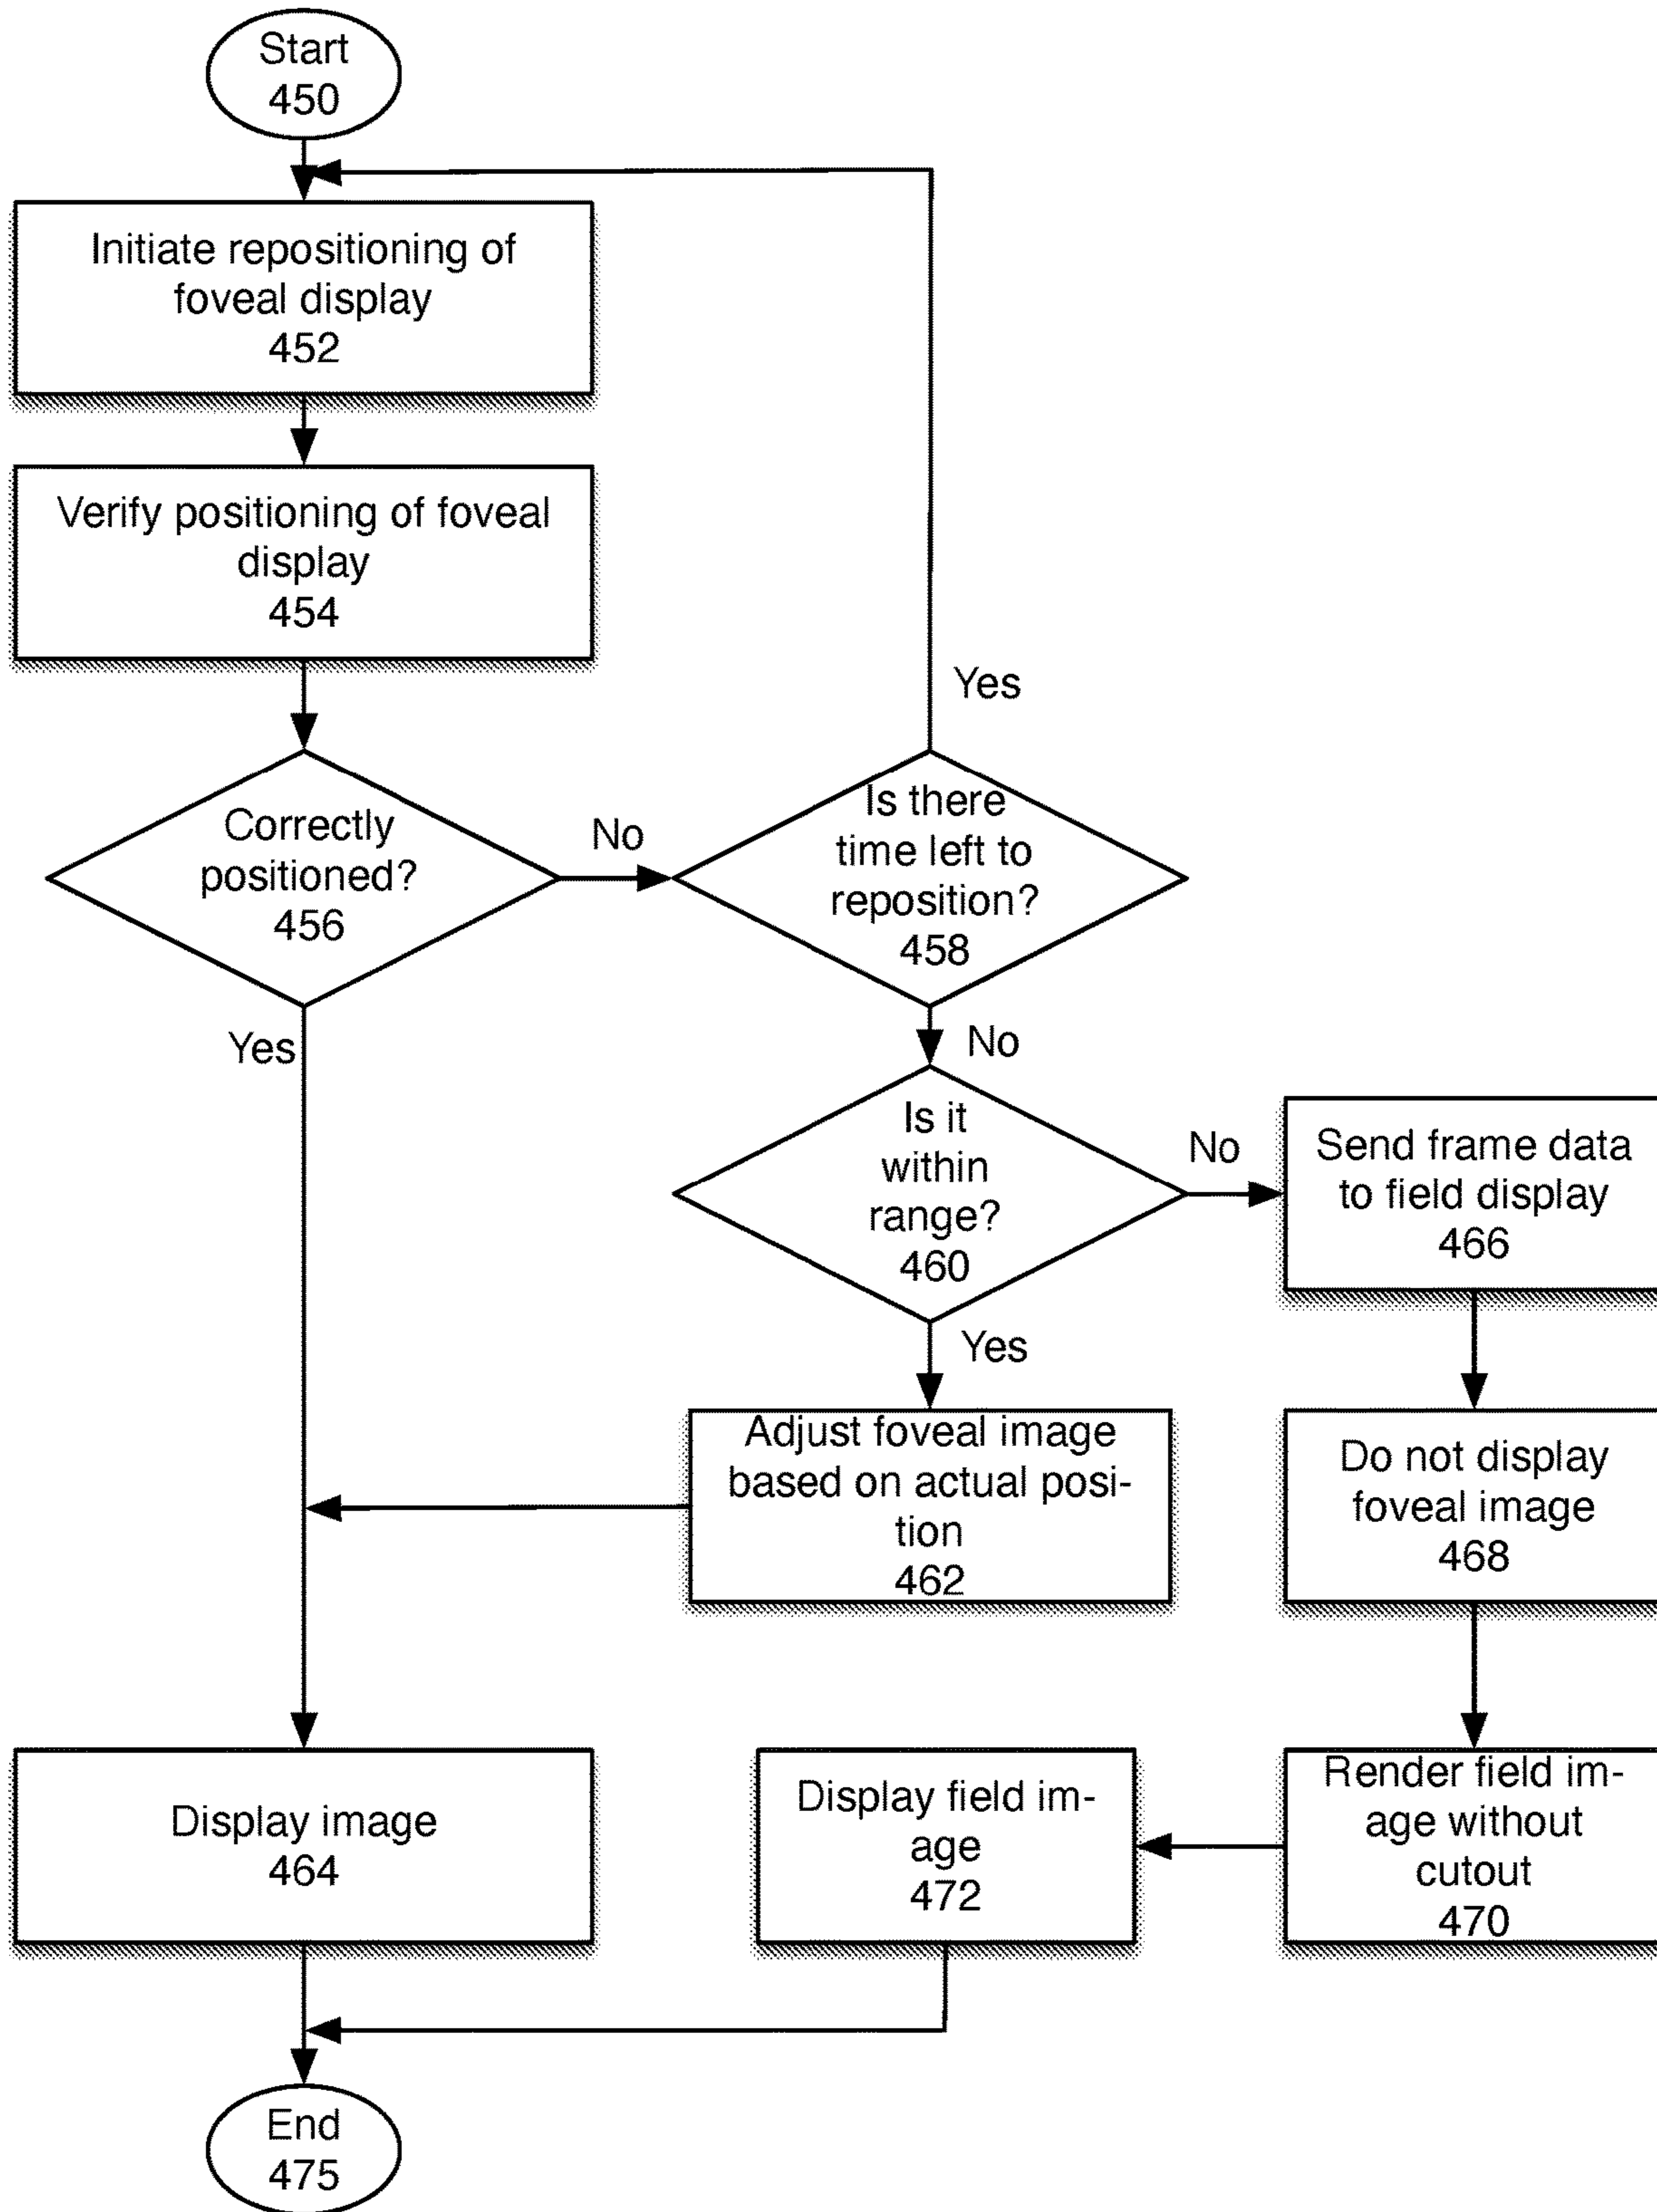 Start
450
Initiate repositioning of
foveal display
452
Verify positioning of foveal
display
454
Yes
Correctly
positioned?
456
No
Is there
time left to
reposition?
458
Yes
No
Is it
within
range?
460
No
Send frame data
to field display
466
Yes
Adjust foveal image
based on actual posi-
tion
462
Do not display
foveal image
468
Display image
464
Display field im-
age
472
Render field im-
age without
cutout
470
End
475